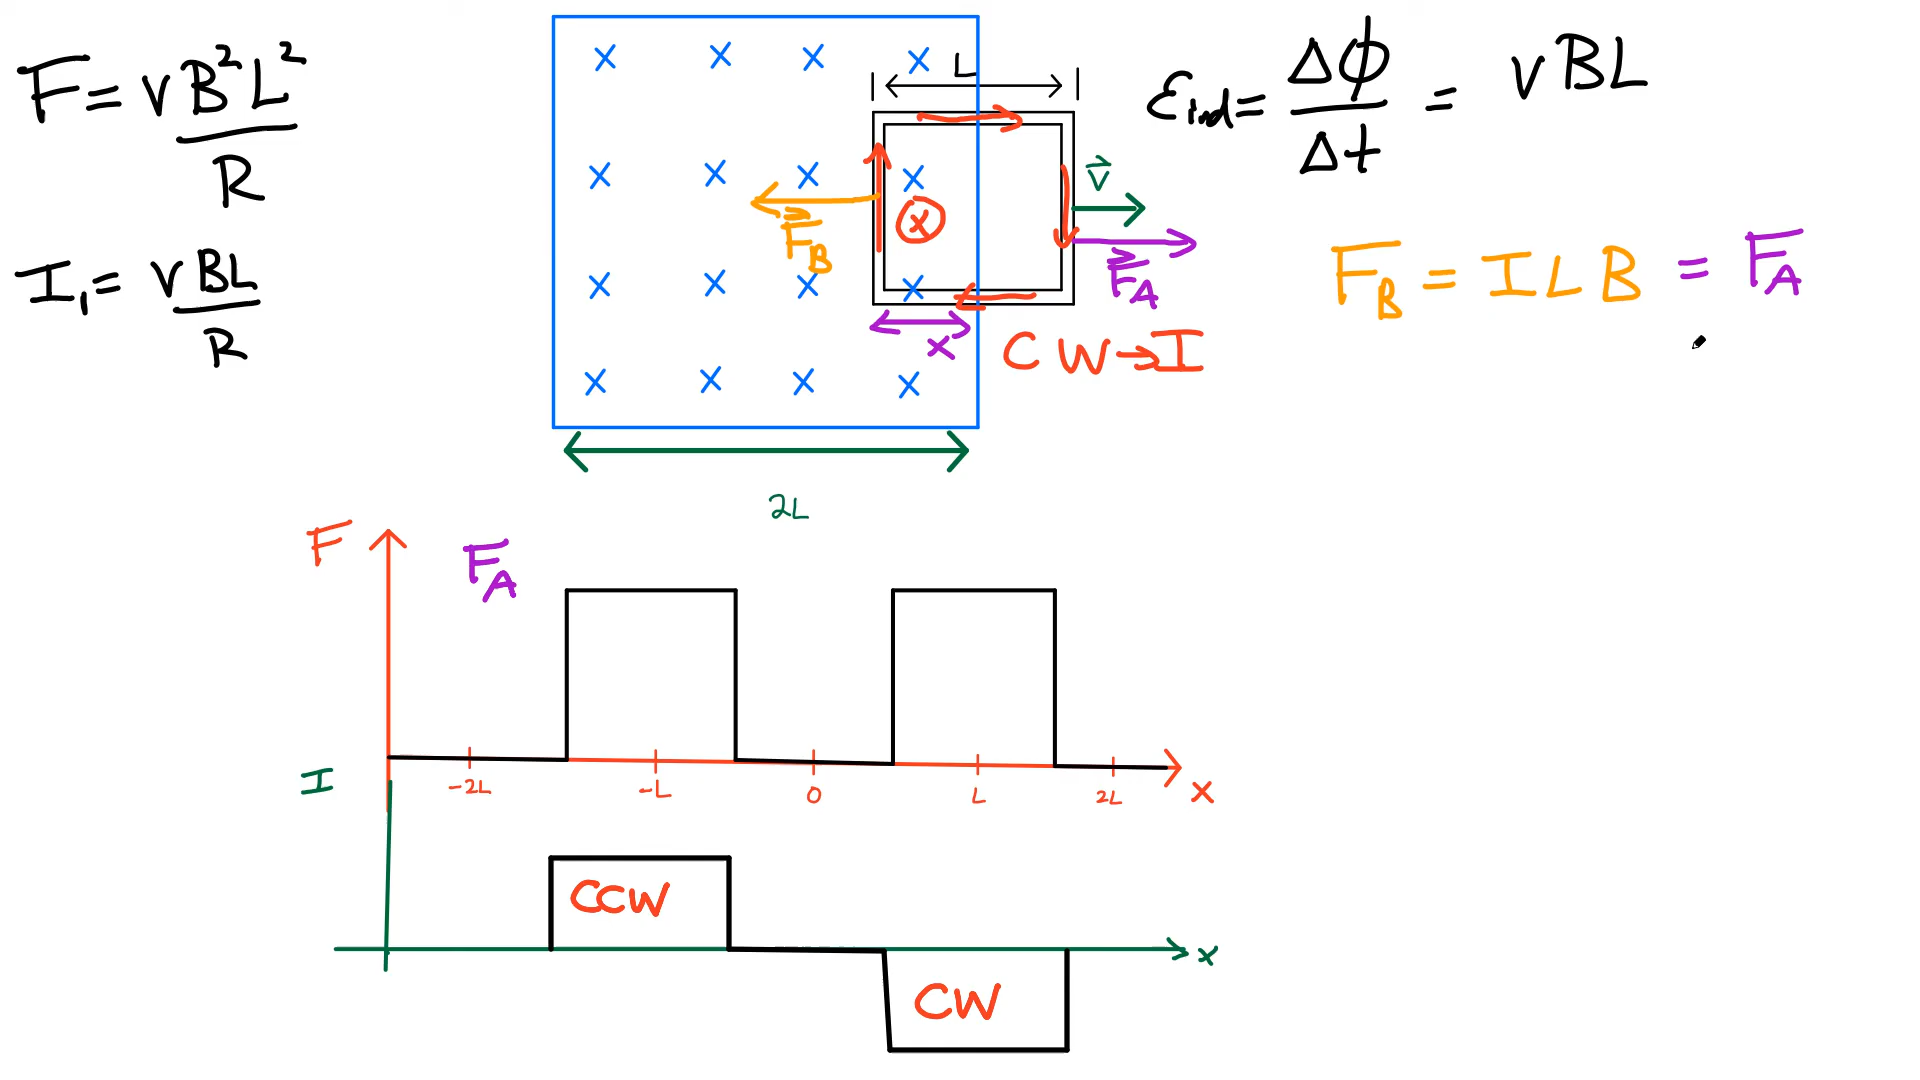 F = vB²L²
R
I₁ = vBL
R
x x x x
x x x x
x x x x
x x x x
L
x
v
F_B
F_A
x
CW → I
2L
ε_ind = Δϕ = vBL
Δt
F_B = ILB = F_A
F
F_A
-2L -L 0 L 2L x
I
CCW
x
CW